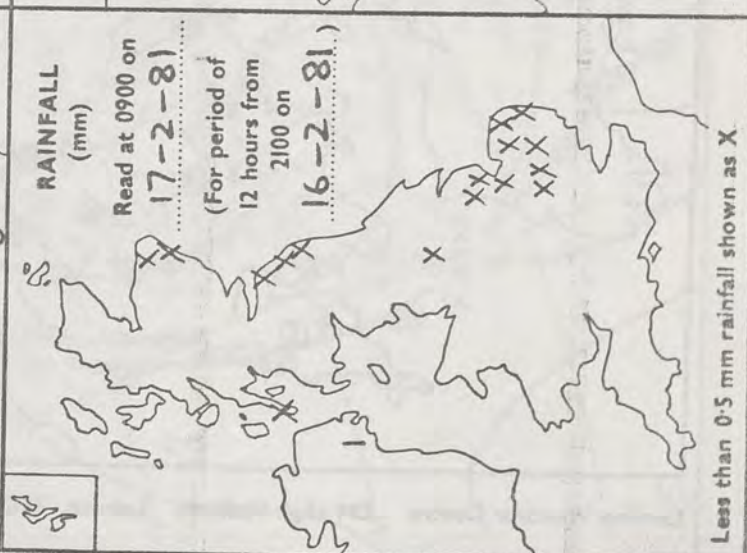 RAINFALL
(mm)
Read at 0900 on
17-2-81
(For period of
12 hours from
2100 on
16-2-81)
X
X
X
X
X
X
1
X
X
X
X
X
X
X
X
X
X
X
Less than 0·5 mm rainfall shown as X